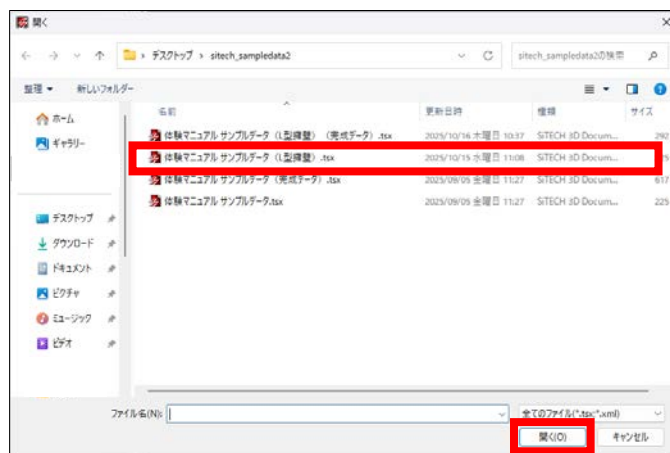 開く
デスクトップ › sitech_sampledata2
sitech_sampledata2の検索
整理 新しいフォルダー
ホーム
ギャラリー
デスクトップ
ダウンロード
ドキュメント
ピクチャ
ミュージック
ビデオ
名前 更新日時 種類 サイズ
体験マニュアル サンプルデータ（L型擁壁）（完成データ）.tsx 2025/10/16 木曜日 10:37 SiTECH 3D Docum... 292
体験マニュアル サンプルデータ（L型擁壁）.tsx 2025/10/15 水曜日 11:08 SiTECH 3D Docum...
体験マニュアル サンプルデータ（完成データ）.tsx 2025/09/05 金曜日 11:27 SiTECH 3D Docum... 617
体験マニュアル サンプルデータ.tsx 2025/09/05 金曜日 11:27 SiTECH 3D Docum... 225
ファイル名(N):
全てのファイル(*.tsx;*.xml)
開く(O) キャンセル